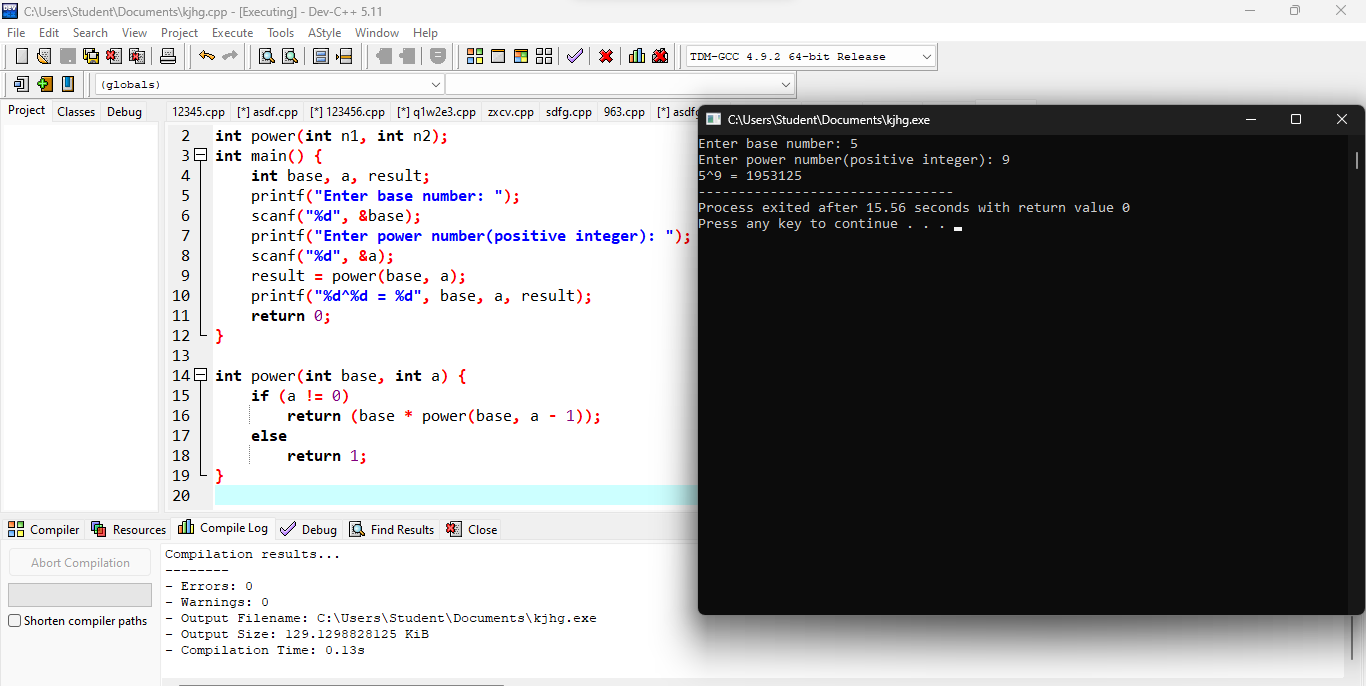 C:\Users\Student\Documents\kjhg.cpp - [Executing] - Dev-C++ 5.11
File Edit Search View Project Execute Tools AStyle Window Help
TDM-GCC 4.9.2 64-bit Release
(globals)
Project Classes Debug
12345.cpp [*] asdf.cpp [*] 123456.cpp [*] q1w2e3.cpp zxcv.cpp sdfg.cpp 963.cpp [*] asdfg
2 int power(int n1, int n2);
3 int main() {
4 int base, a, result;
5 printf("Enter base number: ");
6 scanf("%d", &base);
7 printf("Enter power number(positive integer): ");
8 scanf("%d", &a);
9 result = power(base, a);
10 printf("%d^%d = %d", base, a, result);
11 return 0;
12 }
13
14 int power(int base, int a) {
15 if (a != 0)
16 return (base * power(base, a - 1));
17 else
18 return 1;
19 }
20
C:\Users\Student\Documents\kjhg.exe
Enter base number: 5
Enter power number(positive integer): 9
5^9 = 1953125
--------------------------------
Process exited after 15.56 seconds with return value 0
Press any key to continue . . .
Compiler Resources Compile Log Debug Find Results Close
Abort Compilation
Shorten compiler paths
Compilation results...
--------
- Errors: 0
- Warnings: 0
- Output Filename: C:\Users\Student\Documents\kjhg.exe
- Output Size: 129.1298828125 KiB
- Compilation Time: 0.13s